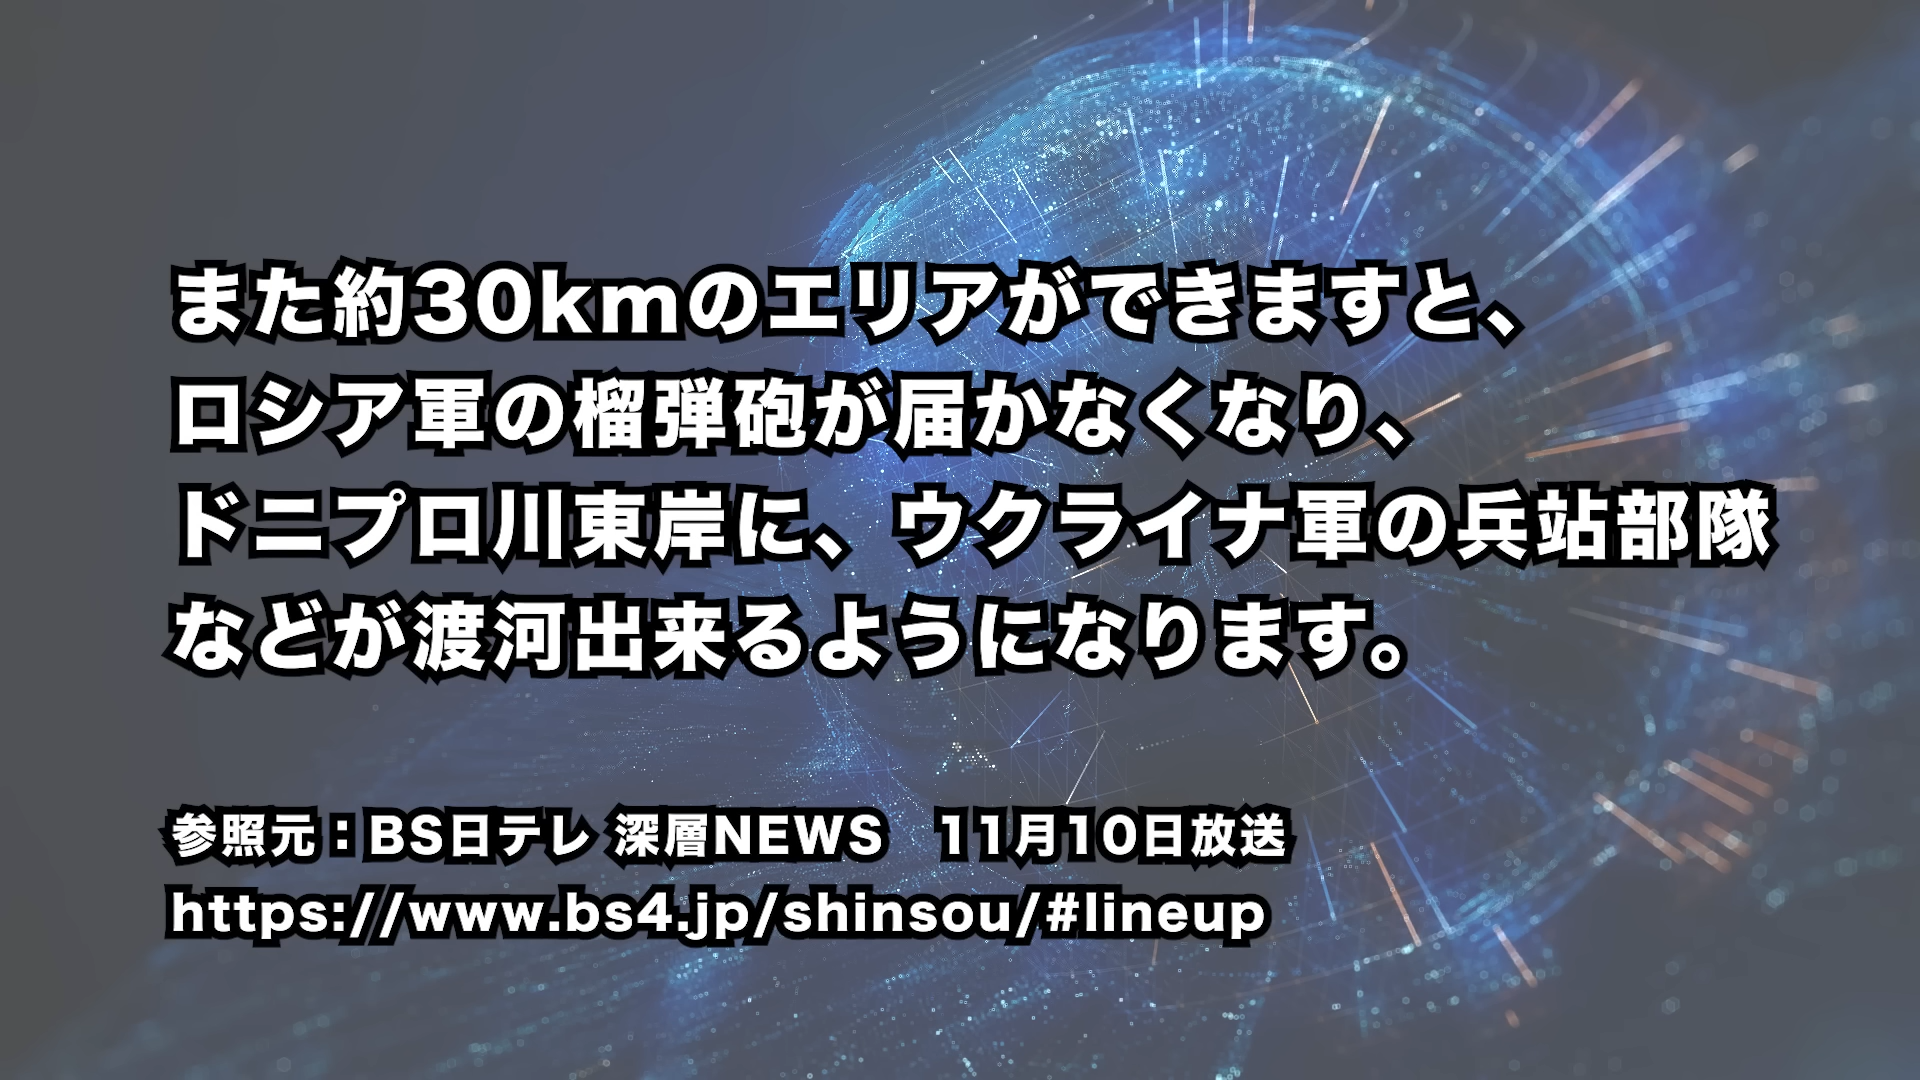 また約30kmのエリアができますと、
ロシア軍の榴弾砲が届かなくなり、
ドニプロ川東岸に、ウクライナ軍の兵站部隊
などが渡河出来るようになります。
参照元：BS日テレ 深層NEWS　11月10日放送
https://www.bs4.jp/shinsou/#lineup